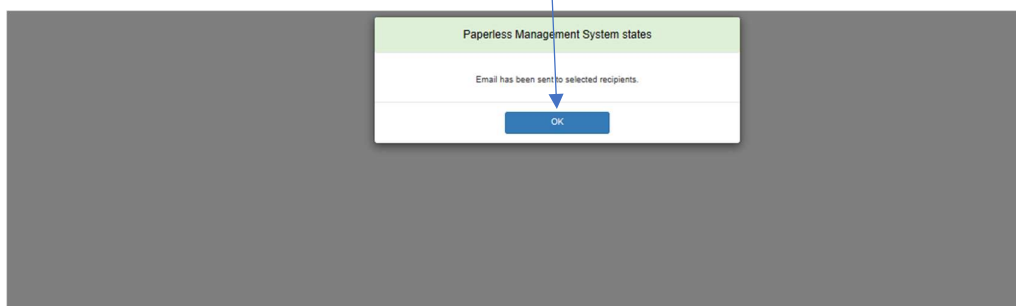 Paperless Management System states
Email has been sent to selected recipients.
OK